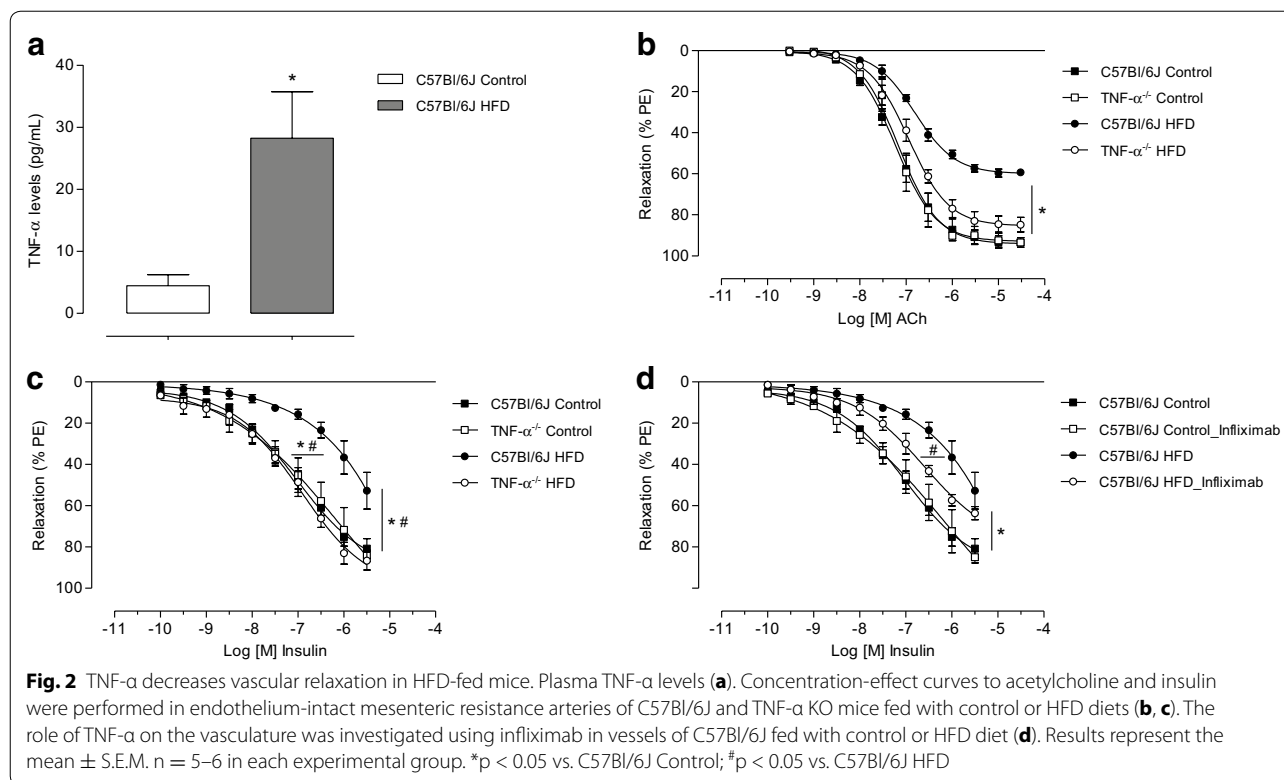 a
TNF-α levels (pg/mL)
40
30
20
10
0
*
C57Bl/6J Control
C57Bl/6J HFD
b
Relaxation (% PE)
0
20
40
60
80
100
-11 -10 -9 -8 -7 -6 -5 -4
Log [M] ACh
*
C57Bl/6J Control
TNF-α-/- Control
C57Bl/6J HFD
TNF-α-/- HFD
c
Relaxation (% PE)
0
20
40
60
80
100
-11 -10 -9 -8 -7 -6 -5 -4
Log [M] Insulin
* #
* #
C57Bl/6J Control
TNF-α-/- Control
C57Bl/6J HFD
TNF-α-/- HFD
d
Relaxation (% PE)
0
20
40
60
80
-11 -10 -9 -8 -7 -6 -5 -4
Log [M] Insulin
#
*
C57Bl/6J Control
C57Bl/6J Control_Infliximab
C57Bl/6J HFD
C57Bl/6J HFD_Infliximab
Fig. 2 TNF-α decreases vascular relaxation in HFD-fed mice. Plasma TNF-α levels (a). Concentration-effect curves to acetylcholine and insulin
were performed in endothelium-intact mesenteric resistance arteries of C57Bl/6J and TNF-α KO mice fed with control or HFD diets (b, c). The
role of TNF-α on the vasculature was investigated using infliximab in vessels of C57Bl/6J fed with control or HFD diet (d). Results represent the
mean ± S.E.M. n = 5–6 in each experimental group. *p < 0.05 vs. C57Bl/6J Control; #p < 0.05 vs. C57Bl/6J HFD